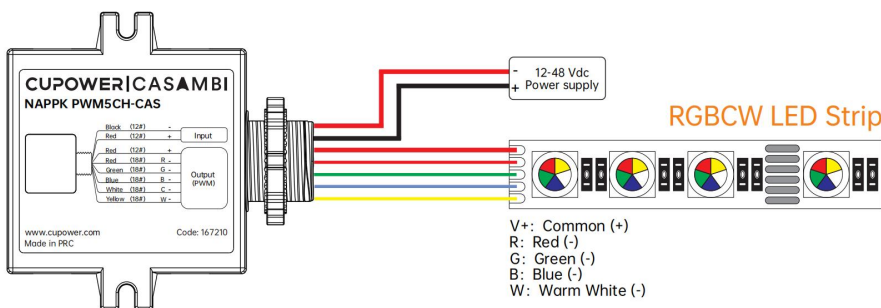 CUPOWER|CASAMBI
NAPPK PWM5CH-CAS
Black (12#) -
Red (12#) +
Input
Red (12#) +
Red (18#) R -
Green (18#) G -
Blue (18#) B -
White (18#) C -
Yellow (18#) W -
Output
(PWM)
www.cupower.com
Made in PRC
Code: 167210
- 12-48 Vdc
+ Power supply
RGBCW LED Strip
V+: Common (+)
R: Red (-)
G: Green (-)
B: Blue (-)
W: Warm White (-)